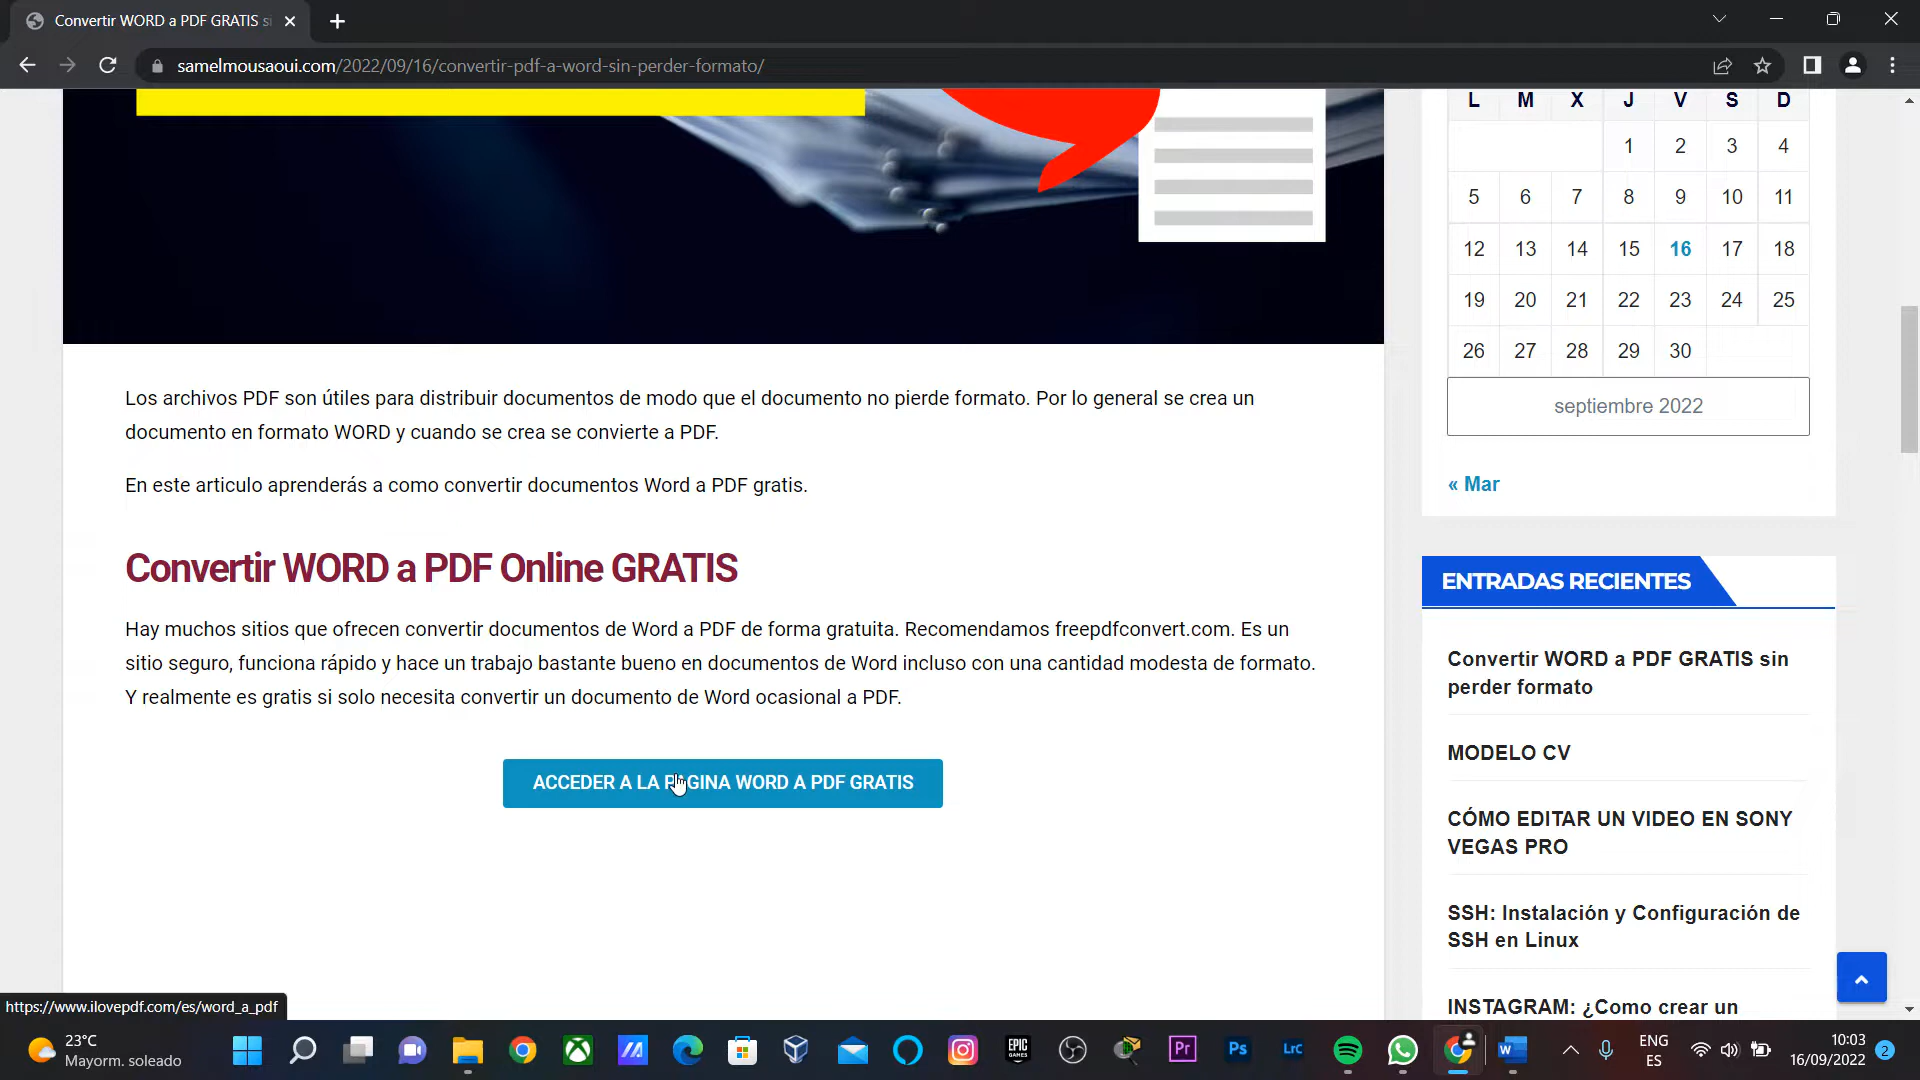 Convertir WORD a PDF GRATIS si
samelmousaoui.com/2022/09/16/convertir-pdf-a-word-sin-perder-formato/
L M X J V S D
1 2 3 4
5 6 7 8 9 10 11
12 13 14 15 16 17 18
19 20 21 22 23 24 25
26 27 28 29 30
septiembre 2022
« Mar
Los archivos PDF son útiles para distribuir documentos de modo que el documento no pierde formato. Por lo general se crea un
documento en formato WORD y cuando se crea se convierte a PDF.
En este articulo aprenderás a como convertir documentos Word a PDF gratis.
Convertir WORD a PDF Online GRATIS
Hay muchos sitios que ofrecen convertir documentos de Word a PDF de forma gratuita. Recomendamos freepdfconvert.com. Es un
sitio seguro, funciona rápido y hace un trabajo bastante bueno en documentos de Word incluso con una cantidad modesta de formato.
Y realmente es gratis si solo necesita convertir un documento de Word ocasional a PDF.
ACCEDER A LA PÁGINA WORD A PDF GRATIS
ENTRADAS RECIENTES
Convertir WORD a PDF GRATIS sin
perder formato
MODELO CV
CÓMO EDITAR UN VIDEO EN SONY
VEGAS PRO
SSH: Instalación y Configuración de
SSH en Linux
INSTAGRAM: ¿Como crear un
https://www.ilovepdf.com/es/word_a_pdf
23°C
Mayorm. soleado
EPIC
GAMES
Pr
Ps
LrC
W
ENG
ES
10:03
16/09/2022
2